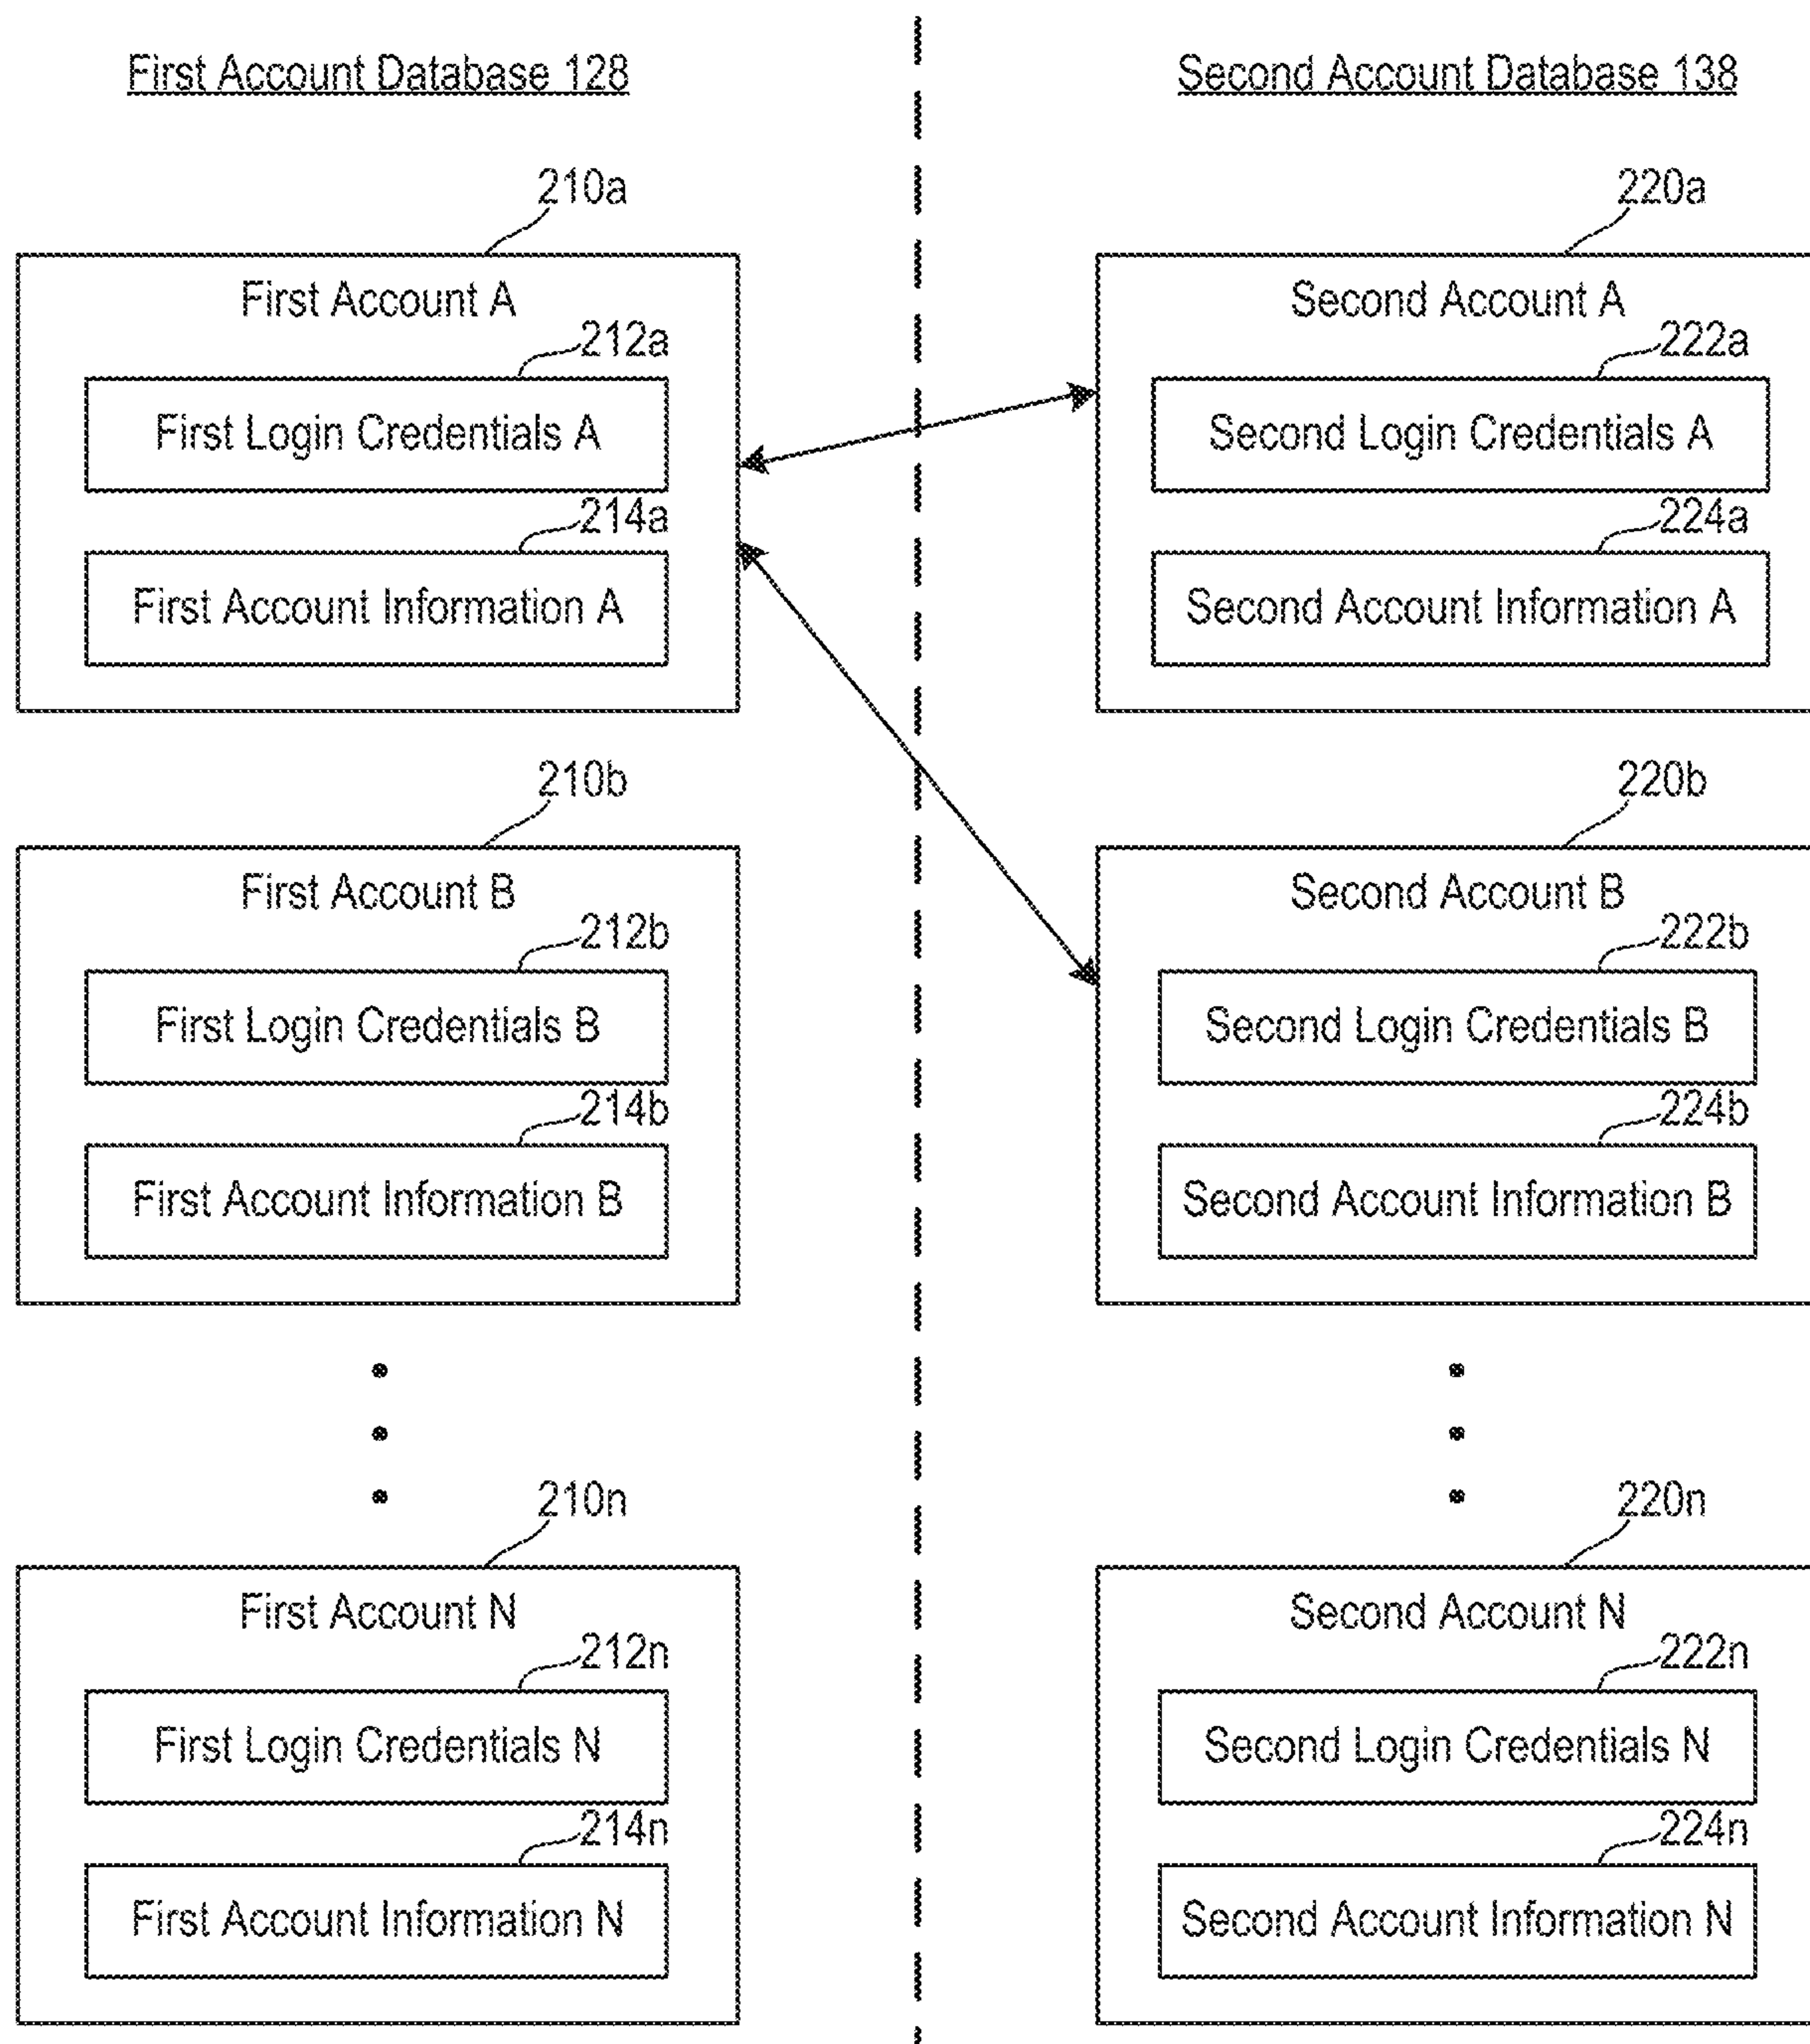 First Account Database 128
210a
First Account A
212a
First Login Credentials A
214a
First Account Information A
210b
First Account B
212b
First Login Credentials B
214b
First Account Information B
210n
First Account N
212n
First Login Credentials N
214n
First Account Information N
Second Account Database 138
220a
Second Account A
222a
Second Login Credentials A
224a
Second Account Information A
220b
Second Account B
222b
Second Login Credentials B
224b
Second Account Information B
220n
Second Account N
222n
Second Login Credentials N
224n
Second Account Information N